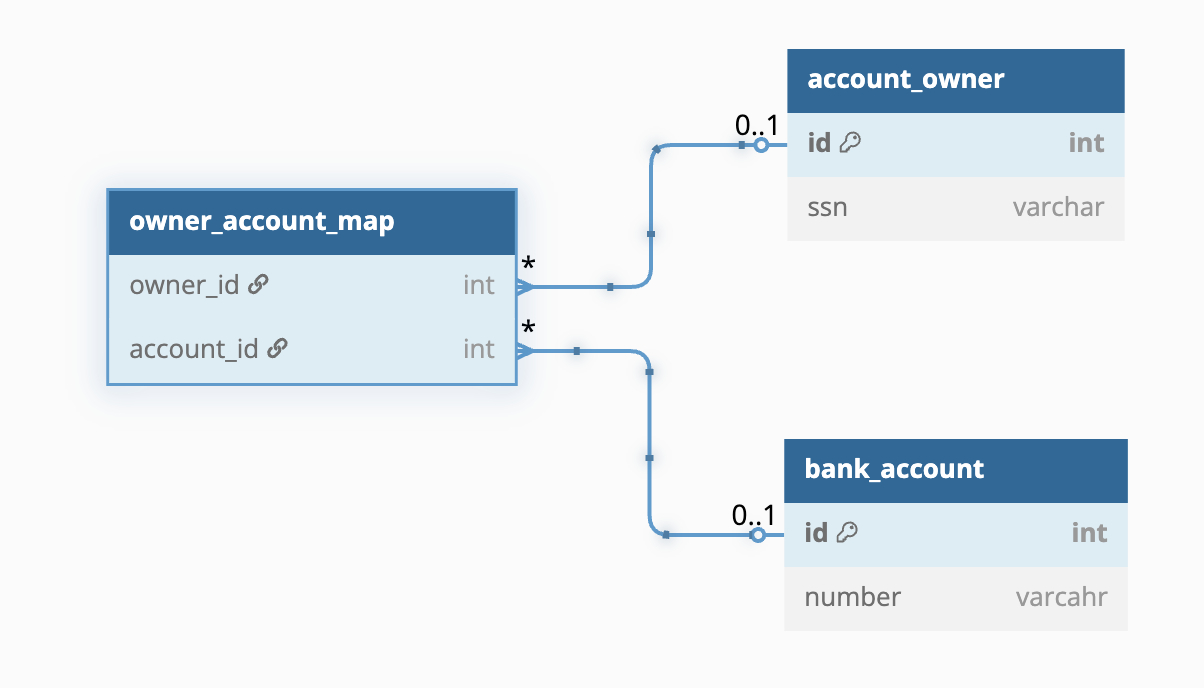 account_owner
0..1
id int
ssn varchar
owner_account_map
*
owner_id int
*
account_id int
bank_account
0..1
id int
number varcahr